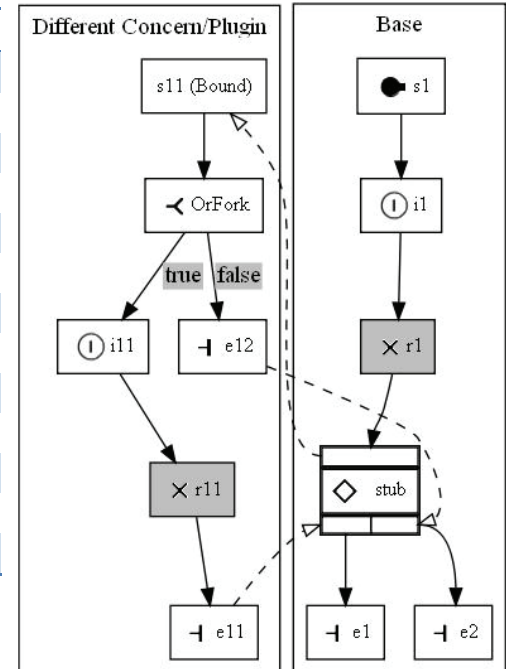 Different Concern/Plugin
s11 (Bound)
OrFork
true
false
i11
e12
r11
e11
Base
s1
i1
r1
stub
e1
e2